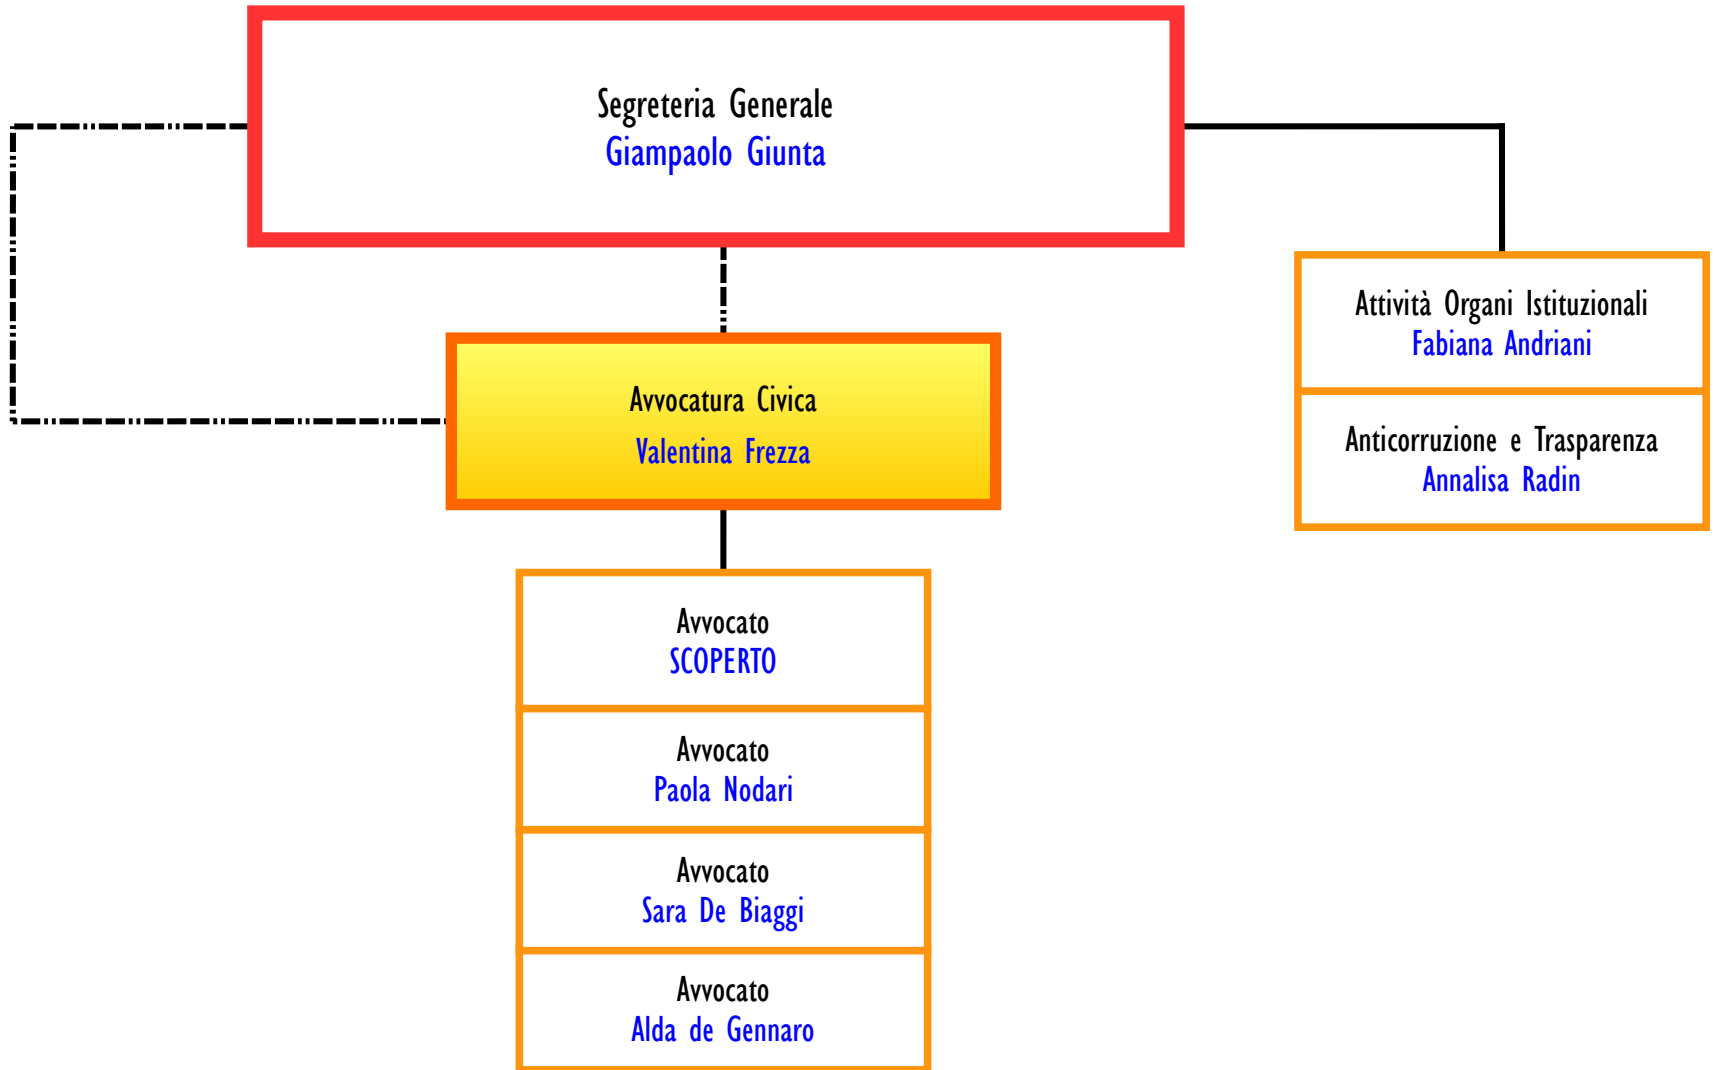 Segreteria Generale
Giampaolo Giunta
Attività Organi Istituzionali
Fabiana Andriani
Anticorruzione e Trasparenza
Annalisa Radin
Avvocatura Civica
Valentina Frezza
Avvocato
SCOPERTO
Avvocato
Paola Nodari
Avvocato
Sara De Biaggi
Avvocato
Alda de Gennaro